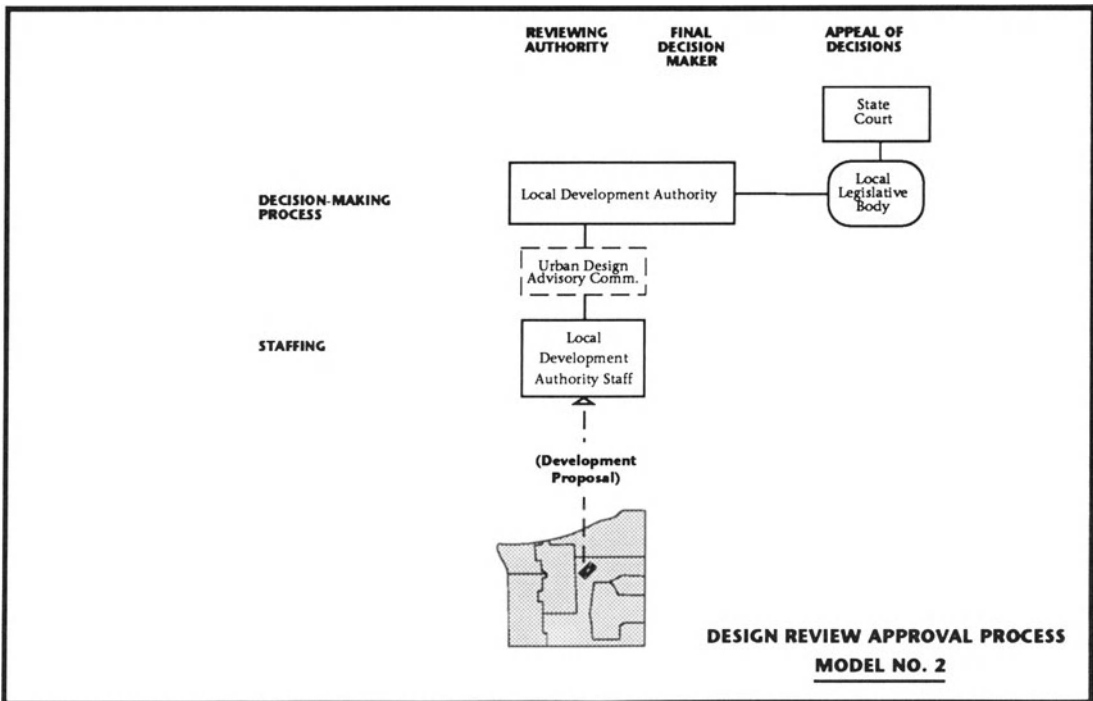 REVIEWING
AUTHORITY
FINAL
DECISION
MAKER
APPEAL OF
DECISIONS
State
Court
DECISION-MAKING
PROCESS
Local Development Authority
Local
Legislative
Body
Urban Design
Advisory Comm.
STAFFING
Local
Development
Authority Staff
(Development
Proposal)
DESIGN REVIEW APPROVAL PROCESS
MODEL NO. 2